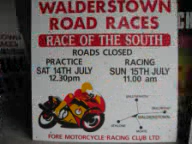 WALDERSTOWN
ROAD RACES
RACE OF THE SOUTH
ROADS CLOSED
PRACTICE RACING
SAT 14TH JULY SUN 15TH JULY
12.30pm 11.00 am
WALDERSTOWN
FORE MOTORCYCLE RACING CLUB LTD